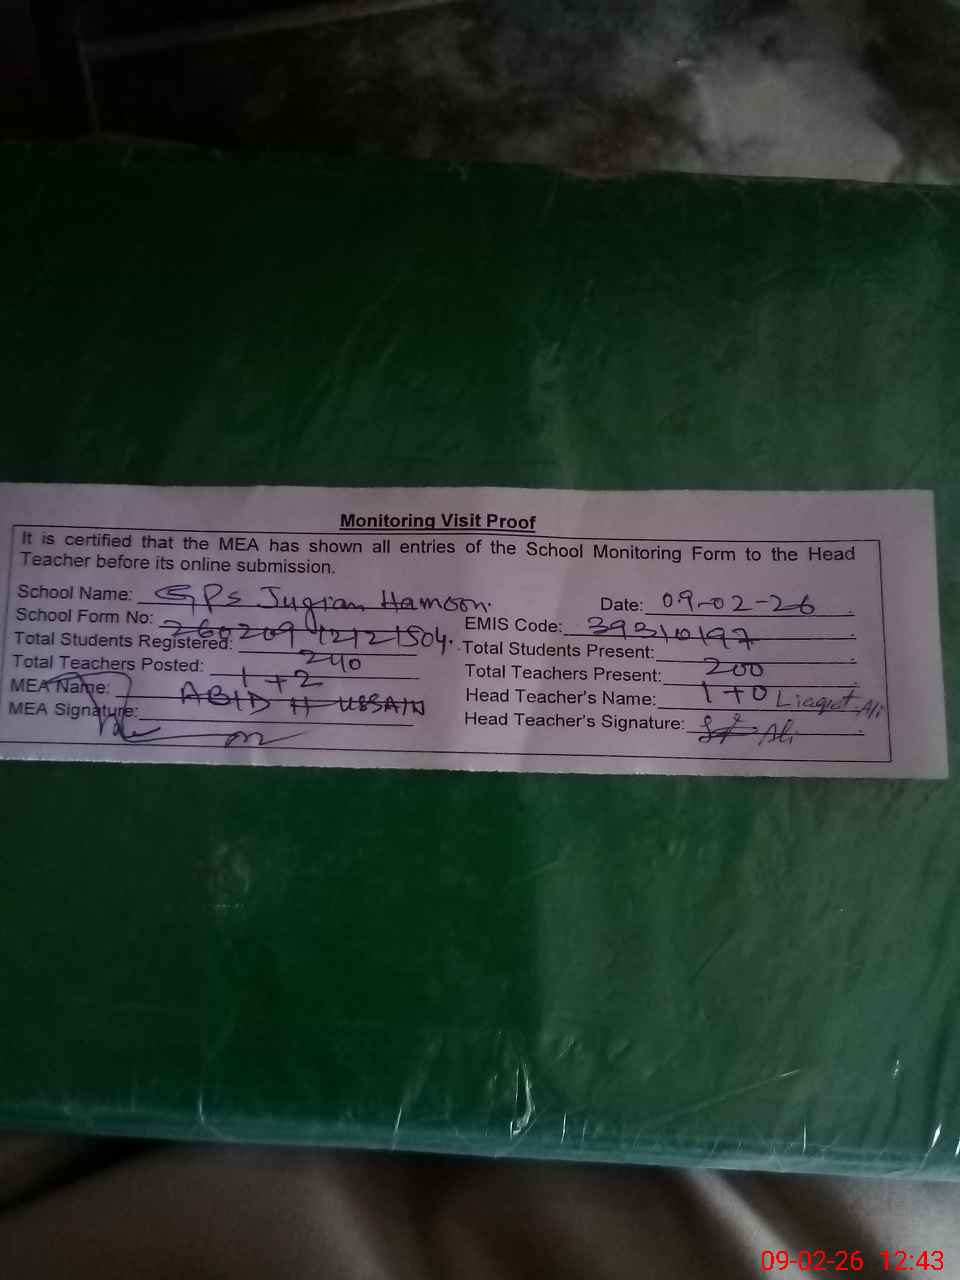 Monitoring Visit Proof
It is certified that the MEA has shown all entries of the School Monitoring Form to the Head
Teacher before its online submission.
School Name: GPS Jugran Hamoon. Date: 09-02-26
School Form No: 260209 12121504. EMIS Code: 39310197
Total Students Registered: 240 Total Students Present: 200
Total Teachers Posted: 1+2 Total Teachers Present: 1+0
MEA Name: ABID HUSSAIN Head Teacher's Name: Liaqat Ali
MEA Signature: Head Teacher's Signature: Ali
09-02-26 12:43